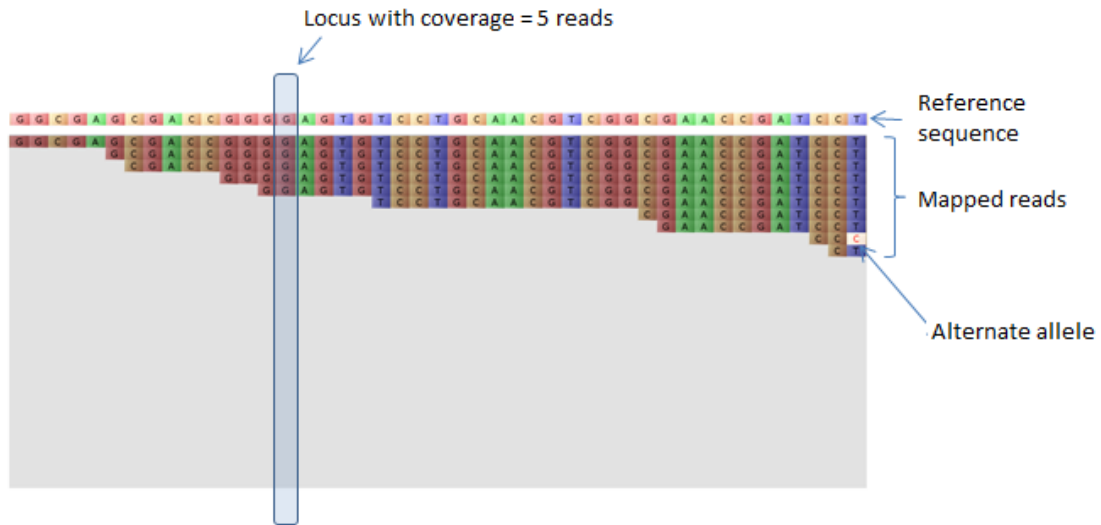 Locus with coverage = 5 reads
G G C G A G C G A C C G G G G A G T G T C C T G C A A C G T C G G C G A A C C G A T C C T
Reference
sequence
G G C G A G C G A C C G G G G A G T G T C C T G C A A C G T C G G C G A A C C G A T C C T
G C G A C C G G G G A G T G T C C T G C A A C G T C G G C G A A C C G A T C C T
C G A C C G G G G A G T G T C C T G C A A C G T C G G C G A A C C G A T C C T
G G G G A G T G T C C T G C A A C G T C G G C G A A C C G A T C C T
G G A G T G T C C T G C A A C G T C G G C G A A C C G A T C C T
T C C T G C A A C G T C G G C G A A C C G A T C C T
C G A A C C G A T C C T
G A A C C G A T C C T
C C C
C T
Mapped reads
Alternate allele